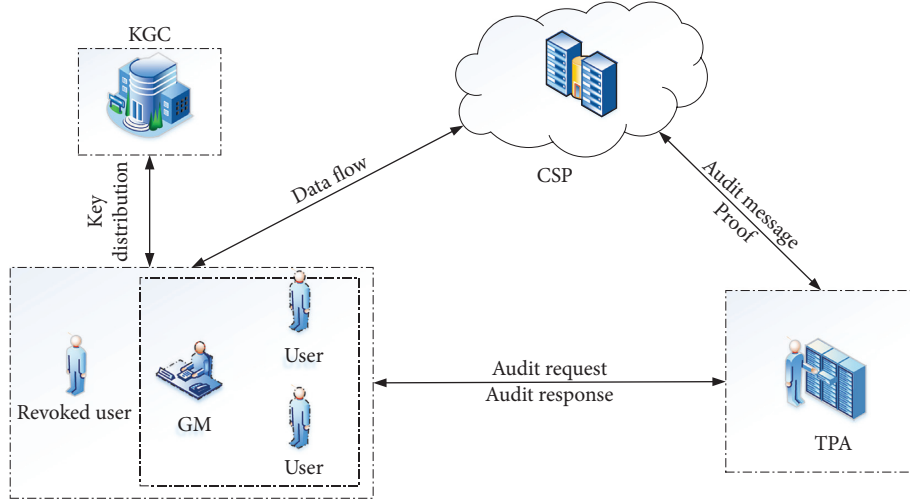 KGC
CSP
Key
distribution
Data flow
Audit message
Proof
User
Revoked user
GM
User
Audit request
Audit response
TPA